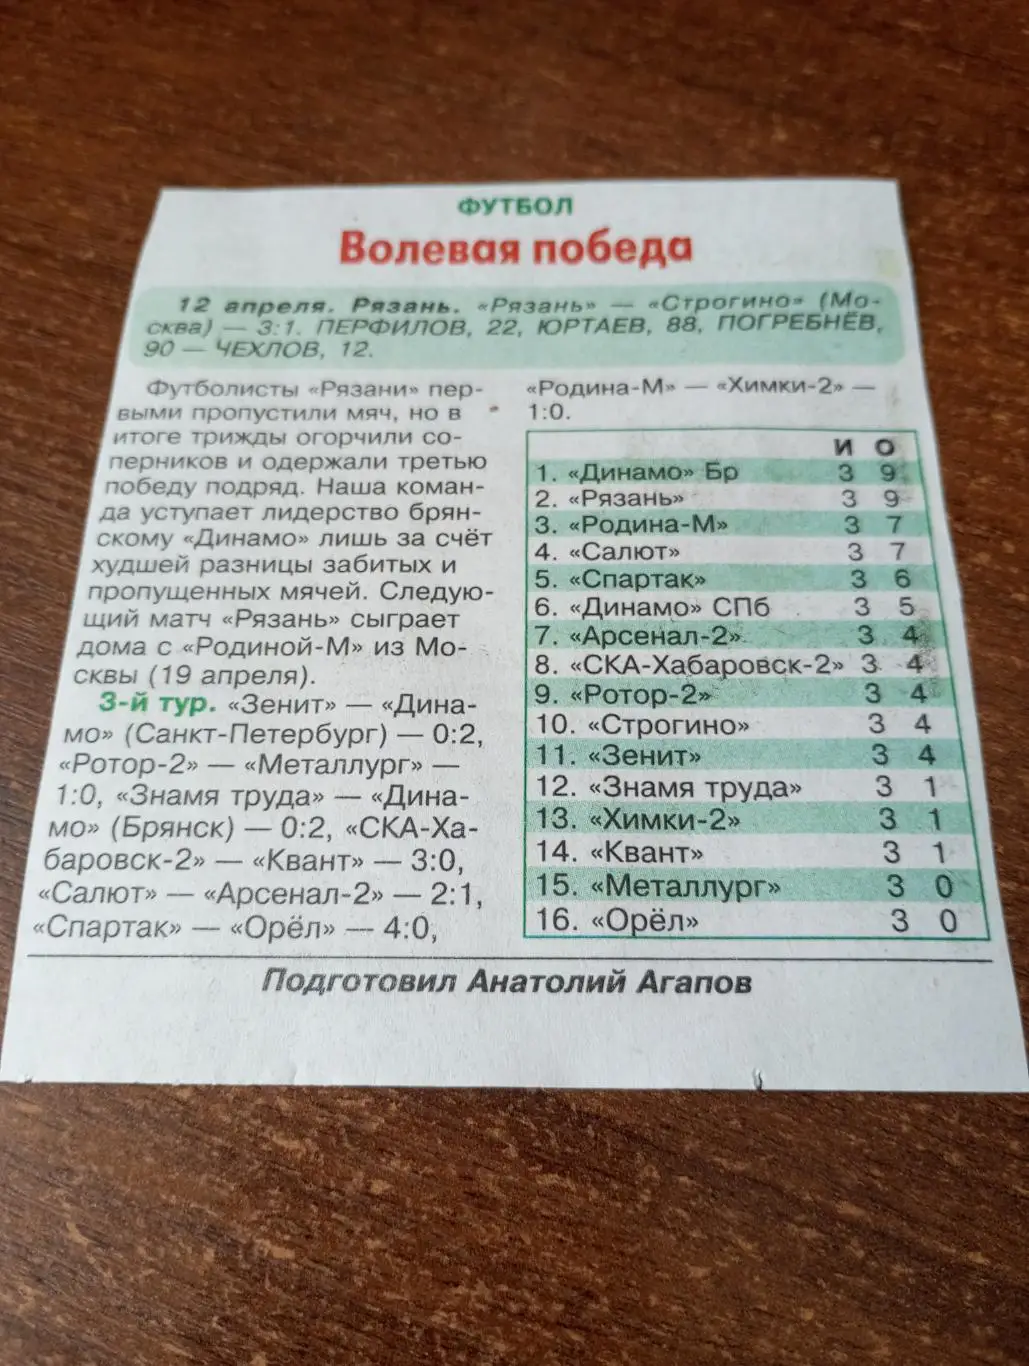 ФУТБОЛ
Волевая победа
12 апреля. Рязань. «Рязань» — «Строгино» (Мо-
сква) — 3:1. ПЕРФИЛОВ, 22, ЮРТАЕВ, 88, ПОГРЕБНЁВ,
90 — ЧЕХЛОВ, 12.
Футболисты «Рязани» пер-
выми пропустили мяч, но в
итоге трижды огорчили со-
перников и одержали третью
победу подряд. Наша коман-
да уступает лидерство брян-
скому «Динамо» лишь за счёт
худшей разницы забитых и
пропущенных мячей. Следую-
щий матч «Рязань» сыграет
дома с «Родиной-М» из Мо-
сквы (19 апреля).
3-й тур. «Зенит» — «Дина-
мо» (Санкт-Петербург) — 0:2,
«Ротор-2» — «Металлург» —
1:0, «Знамя труда» — «Дина-
мо» (Брянск) — 0:2, «СКА-Ха-
баровск-2» — «Квант» — 3:0,
«Салют» — «Арсенал-2» — 2:1,
«Спартак» — «Орёл» — 4:0,
«Родина-М» — «Химки-2» —
1:0.
И О
1. «Динамо» Бр 3 9
2. «Рязань» 3 9
3. «Родина-М» 3 7
4. «Салют» 3 7
5. «Спартак» 3 6
6. «Динамо» СПб 3 5
7. «Арсенал-2» 3 4
8. «СКА-Хабаровск-2» 3 4
9. «Ротор-2» 3 4
10. «Строгино» 3 4
11. «Зенит» 3 4
12. «Знамя труда» 3 1
13. «Химки-2» 3 1
14. «Квант» 3 1
15. «Металлург» 3 0
16. «Орёл» 3 0
Подготовил Анатолий Агапов